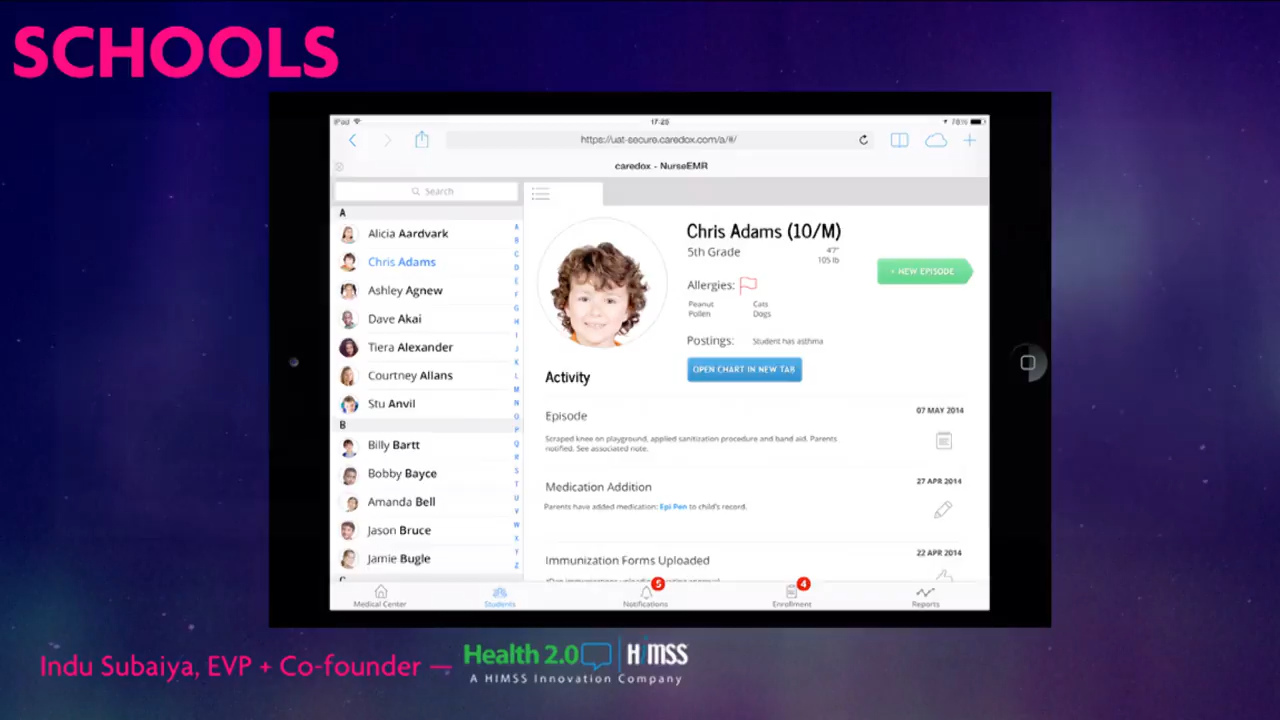 SCHOOLS
iPad
17:25
78%
https://uat-secure.caredox.com/a/#/
caredox - NurseEMR
Search
A
Alicia Aardvark
Chris Adams
Ashley Agnew
Dave Akai
Tiera Alexander
Courtney Allans
Stu Anvil
B
Billy Bartt
Bobby Bayce
Amanda Bell
Jason Bruce
Jamie Bugle
Chris Adams (10/M)
5th Grade
4'7"
105 lb
+ NEW EPISODE
Allergies:
Peanut
Cats
Pollen
Dogs
Postings:
Student has asthma
OPEN CHART IN NEW TAB
Activity
Episode
07 MAY 2014
Scraped knee on playground, applied sanitization procedure and band aid. Parents
notified. See associated note.
Medication Addition
27 APR 2014
Parents have added medication: Epi Pen to child's record.
Immunization Forms Uploaded
22 APR 2014
Medical Center
Students
5
Notifications
4
Enrollment
Reports
Indu Subaiya, EVP + Co-founder —
Health 2.0 HIMSS
A HIMSS Innovation Company